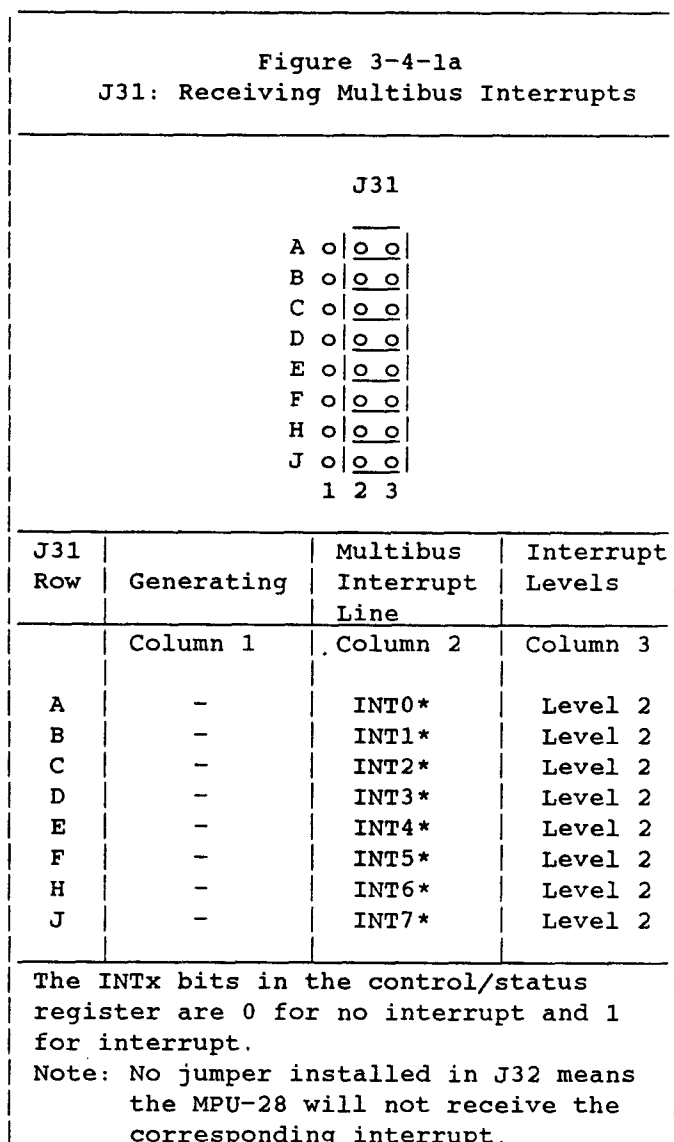 Figure 3-4-1a
J31: Receiving Multibus Interrupts
J31
A o|o o|
B o|o o|
C o|o o|
D o|o o|
E o|o o|
F o|o o|
H o|o o|
J o|o o|
1 2 3
J31 | | Multibus | Interrupt
Row | Generating | Interrupt | Levels
Line
Column 1 | Column 2 | Column 3
A | - | INT0* | Level 2
B | - | INT1* | Level 2
C | - | INT2* | Level 2
D | - | INT3* | Level 2
E | - | INT4* | Level 2
F | - | INT5* | Level 2
H | - | INT6* | Level 2
J | - | INT7* | Level 2
The INTx bits in the control/status
register are 0 for no interrupt and 1
for interrupt.
Note: No jumper installed in J32 means
the MPU-28 will not receive the
corresponding interrupt.